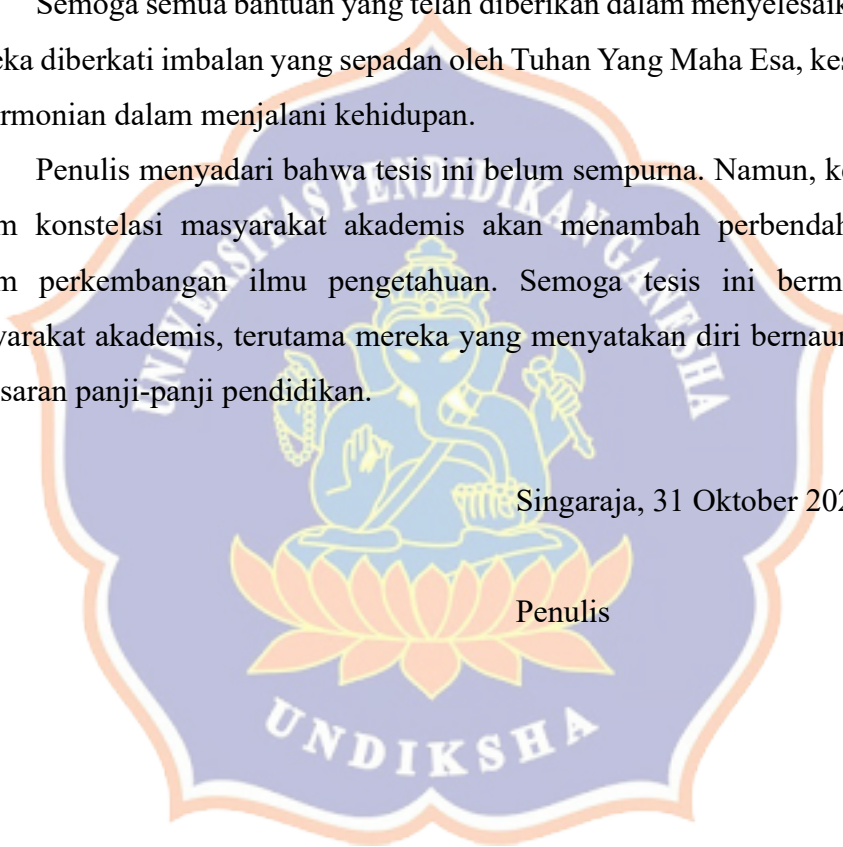 Semoga semua bantuan yang telah diberikan dalam menyelesaik
eka diberkati imbalan yang sepadan oleh Tuhan Yang Maha Esa, kes
rmonian dalam menjalani kehidupan.
Penulis menyadari bahwa tesis ini belum sempurna. Namun, k
m konstelasi masyarakat akademis akan menambah perbendah
m perkembangan ilmu pengetahuan. Semoga tesis ini berm
yarakat akademis, terutama mereka yang menyatakan diri bernaun
saran panji-panji pendidikan.
UNIVERSITAS PENDIDIKAN GANESHA
Singaraja, 31 Oktober 202
Penulis
UNDIKSHA